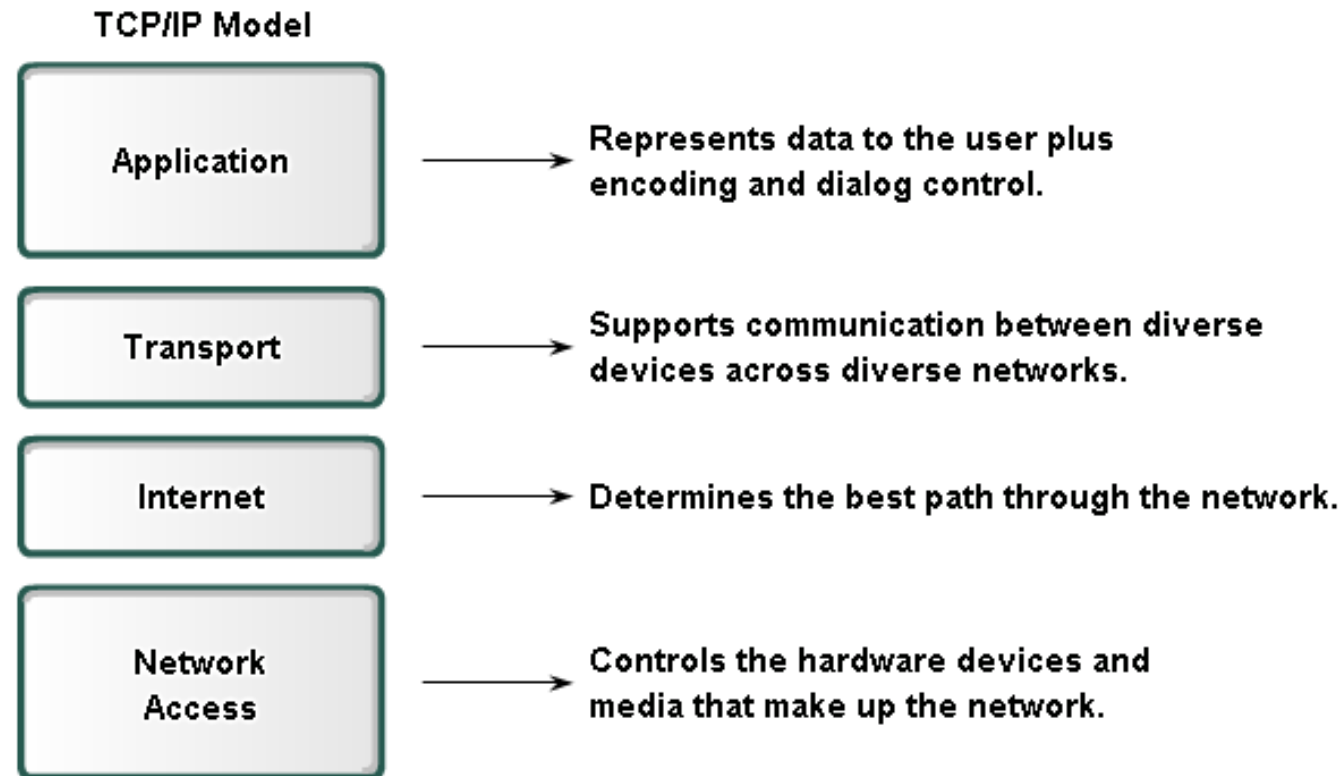 TCP/IP Model
Application
Represents data to the user plus
encoding and dialog control.
Transport
Supports communication between diverse
devices across diverse networks.
Internet
Determines the best path through the network.
Network
Access
Controls the hardware devices and
media that make up the network.